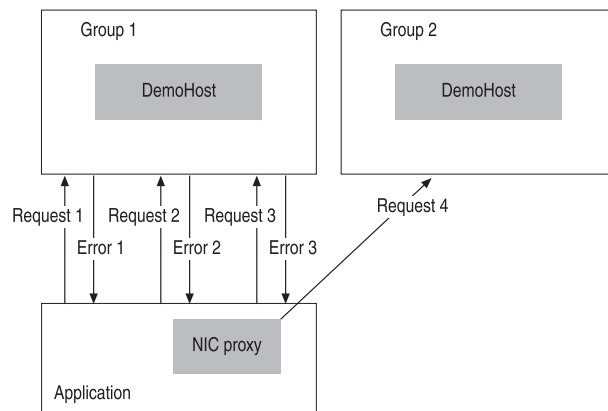 Group 1
Group 2
DemoHost
DemoHost
Request 1
Request 2
Request 3
Request 4
Error 1
Error 2
Error 3
NIC proxy
Application